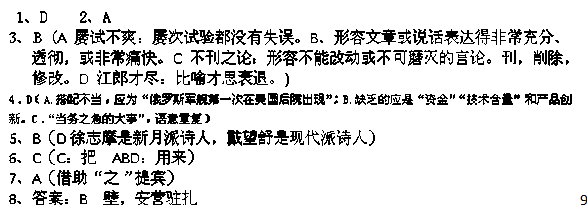 1、D 2、A
3、B（A 屡试不爽：屡次试验都没有失误。B、形容文章或说话表达得非常充分、
透彻，或非常痛快。C 不刊之论：形容不能改动或不可磨灭的言论。刊，削除，
修改。D 江郎才尽：比喻才思衰退。）
4．D（A.搭配不当，应为“俄罗斯军舰第一次在美国后院出现”；B.缺乏的应是“资金”“技术含量”和产品创
新。C．“当务之急的大事”，语意重复）
5、B（D 徐志摩是新月派诗人，戴望舒是现代派诗人）
6、C（C：把 ABD：用来）
7、A（借助“之”提宾）
8、答案：B 壁，安营驻扎
9